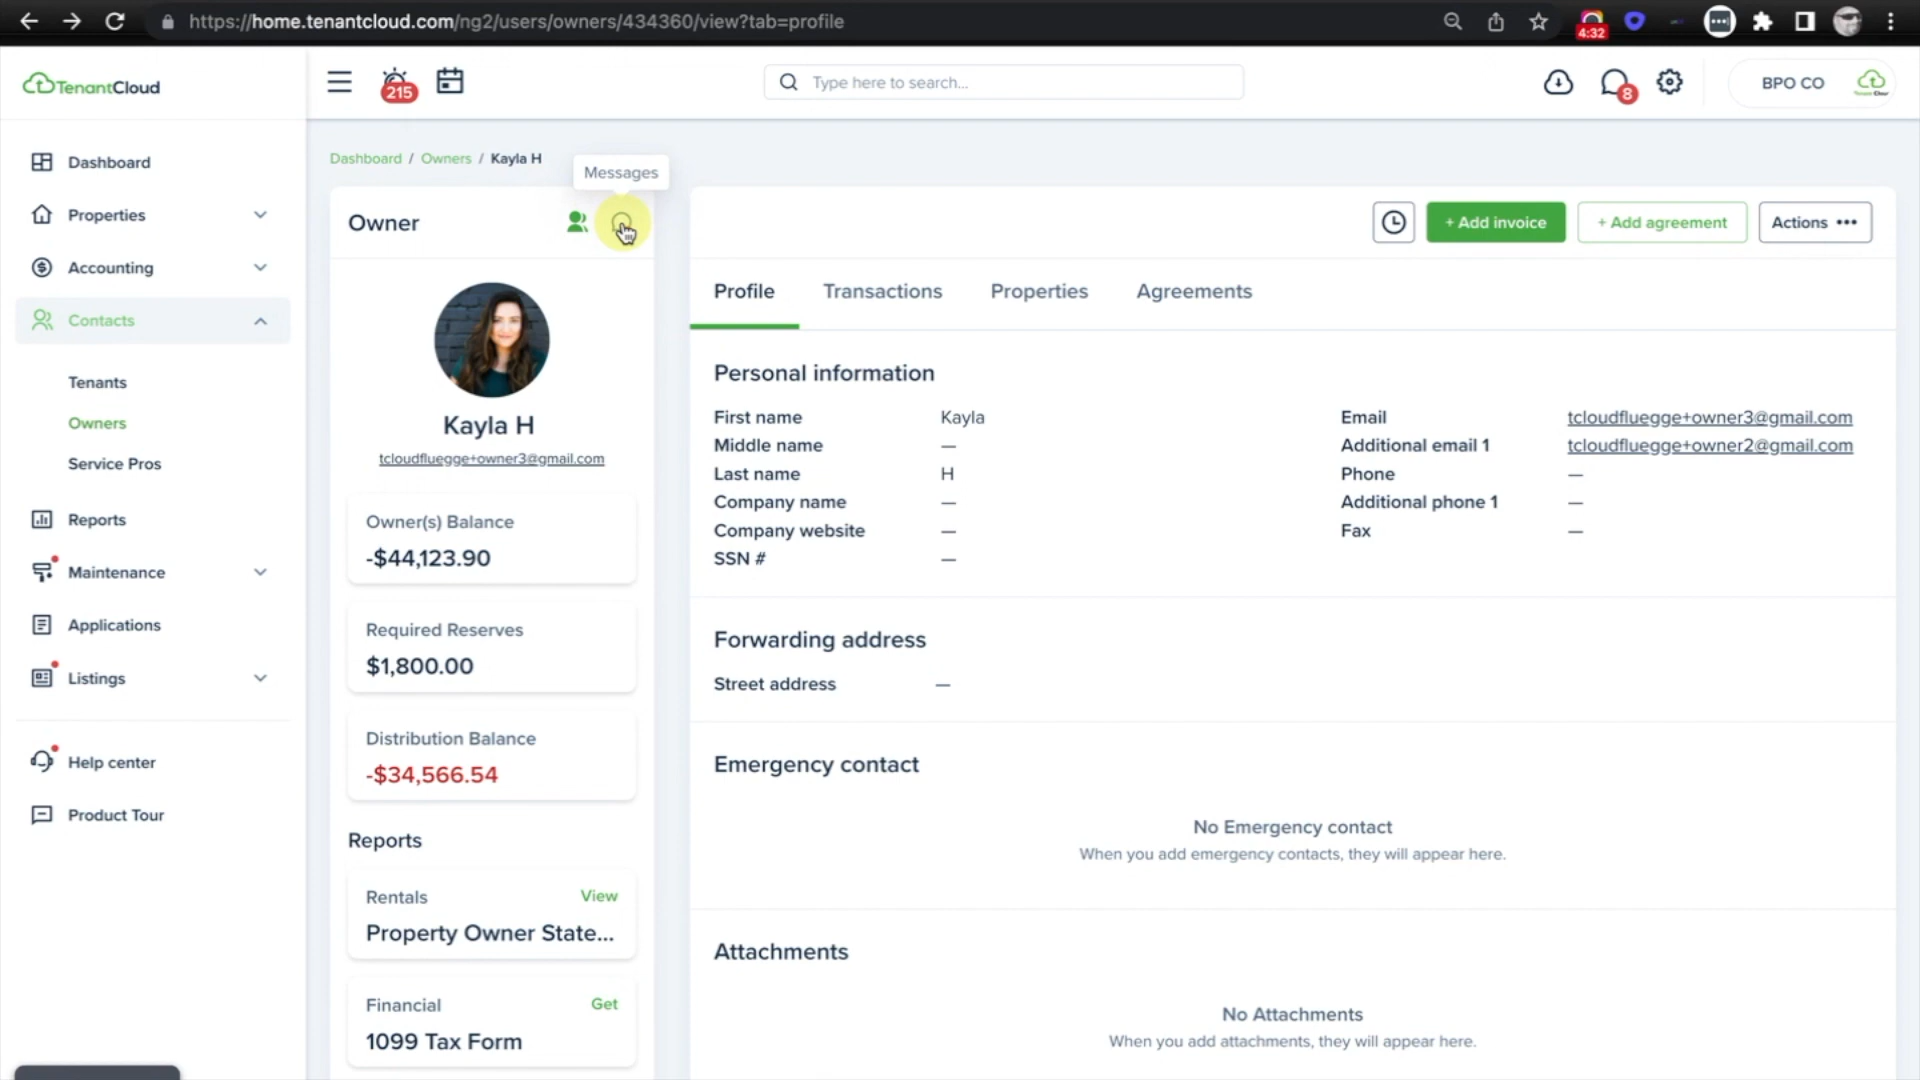 https://home.tenantcloud.com/ng2/users/owners/434360/view?tab=profile
4:32
TenantCloud
215
Type here to search...
8
BPO CO
Dashboard
Properties
Accounting
Contacts
Tenants
Owners
Service Pros
Reports
Maintenance
Applications
Listings
Help center
Product Tour
Dashboard / Owners / Kayla H
Messages
Owner
Kayla H
tcloudfluegge+owner3@gmail.com
Owner(s) Balance
-$44,123.90
Required Reserves
$1,800.00
Distribution Balance
-$34,566.54
Reports
Rentals View
Property Owner State...
Financial Get
1099 Tax Form
+ Add invoice
+ Add agreement
Actions •••
Profile Transactions Properties Agreements
Personal information
First name Kayla
Middle name —
Last name H
Company name —
Company website —
SSN # —
Email tcloudfluegge+owner3@gmail.com
Additional email 1 tcloudfluegge+owner2@gmail.com
Phone —
Additional phone 1 —
Fax —
Forwarding address
Street address —
Emergency contact
No Emergency contact
When you add emergency contacts, they will appear here.
Attachments
No Attachments
When you add attachments, they will appear here.